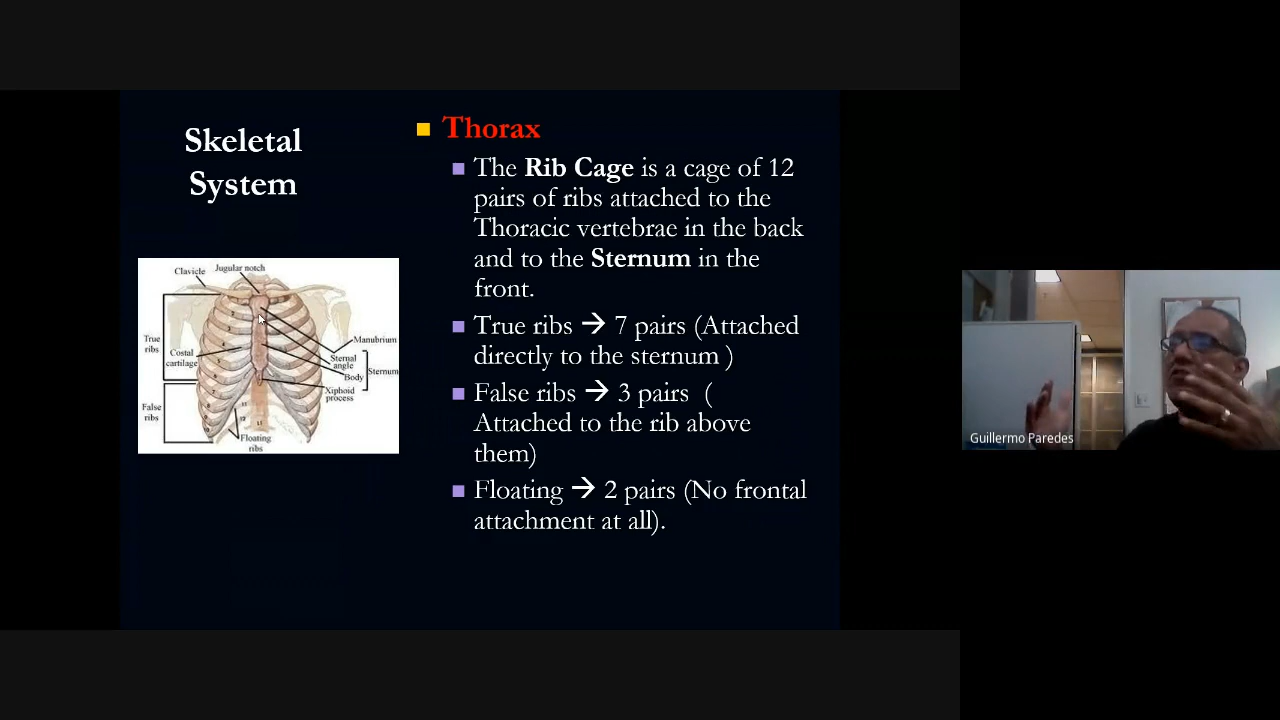 Skeletal
System
Thorax
The Rib Cage is a cage of 12
pairs of ribs attached to the
Thoracic vertebrae in the back
and to the Sternum in the
front.
True ribs → 7 pairs (Attached
directly to the sternum )
False ribs → 3 pairs (
Attached to the rib above
them)
Floating → 2 pairs (No frontal
attachment at all).
Clavicle
Jugular notch
True
ribs
Costal
cartilage
Manubrium
Sternal
angle
Body
Sternum
Xiphoid
process
False
ribs
Floating
ribs
Guillermo Paredes